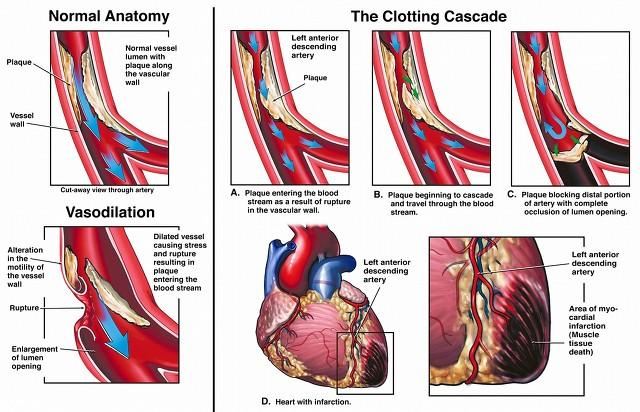 Normal Anatomy
Plaque
Normal vessel
lumen with
plaque along
the vascular
wall
Vessel
wall
Cut-away view through artery
Vasodilation
Alteration
in the
motility of
the vessel
wall
Dilated vessel
causing stress
and rupture
resulting in
plaque
entering the
blood stream
Rupture
Enlargement
of lumen
opening
The Clotting Cascade
Left anterior
descending
artery
Plaque
A. Plaque entering the blood
stream as a result of rupture
in the vascular wall.
B. Plaque beginning to cascade
and travel through the blood
stream.
C. Plaque blocking distal portion
of artery with complete
occlusion of lumen opening.
Left anterior
descending
artery
D. Heart with infarction.
Left anterior
descending
artery
Area of myo-
cardial
infarction
(Muscle
tissue
death)